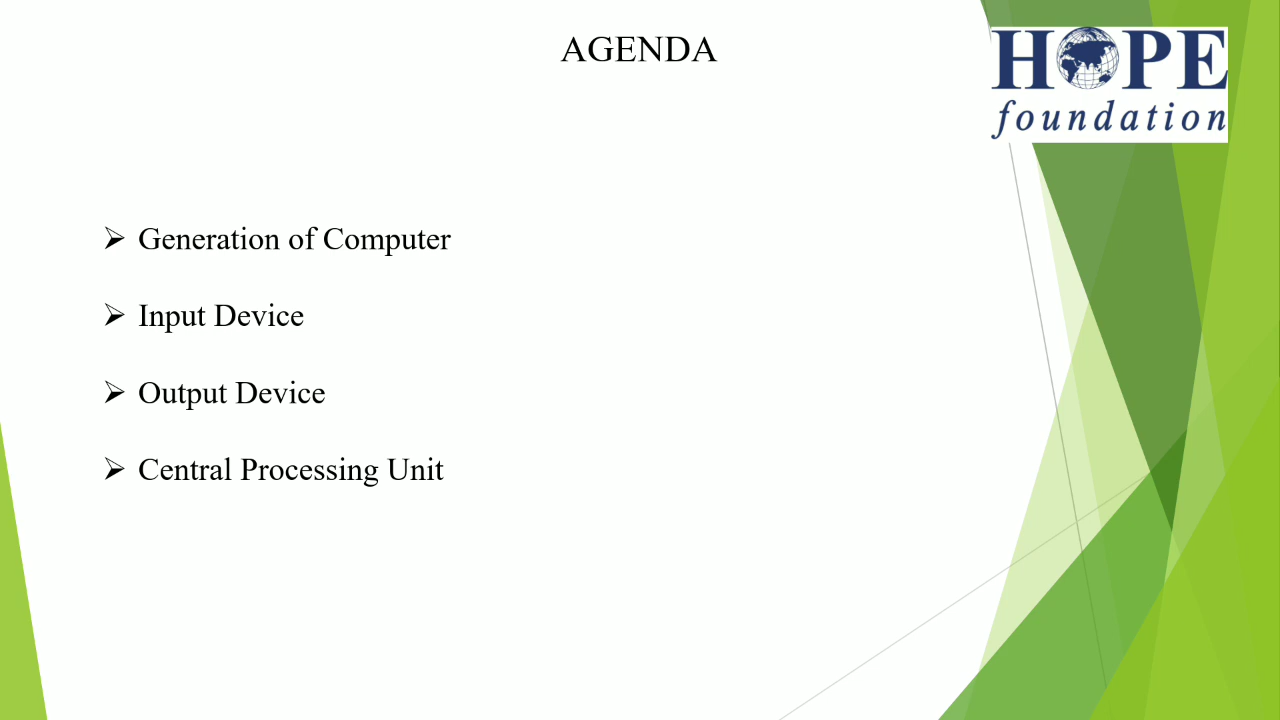 AGENDA
HOPE
foundation
➢ Generation of Computer
➢ Input Device
➢ Output Device
➢ Central Processing Unit